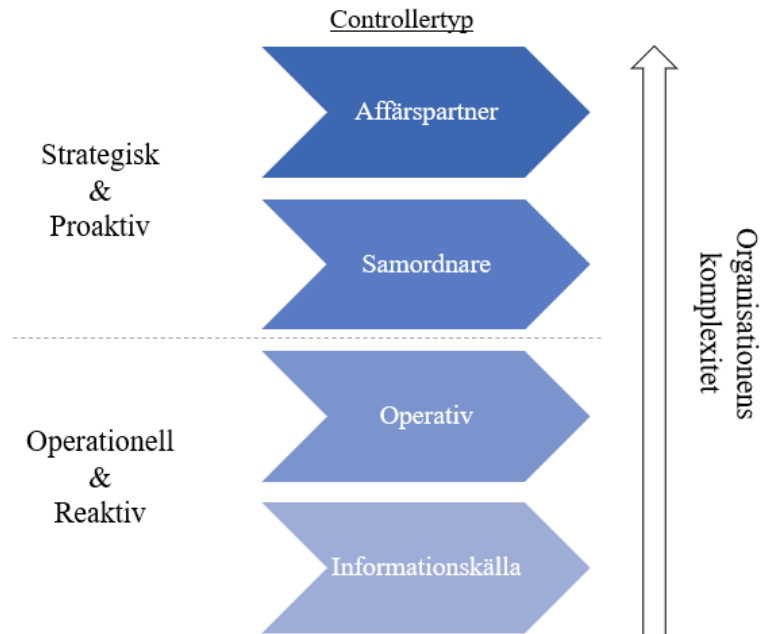 Controllertyp
Affärspartner
Strategisk
&
Proaktiv
Samordnare
Organisationens
komplexitet
Operativ
Operationell
&
Reaktiv
Informationskälla